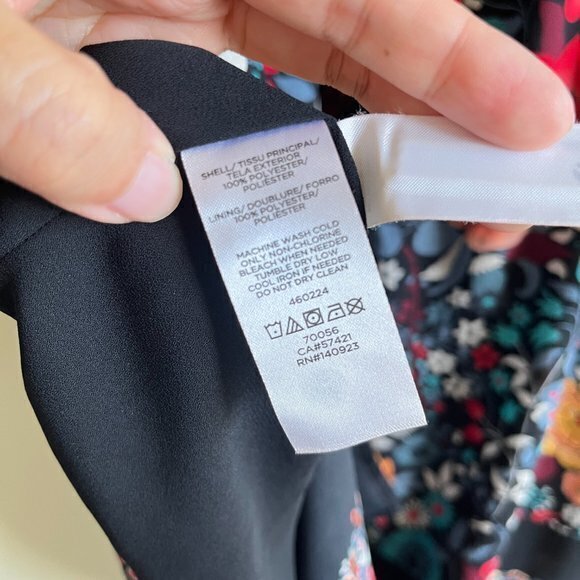 SHELL/ TISSU PRINCIPAL/
TELA EXTERIOR
100% POLYESTER/
POLIÉSTER
LINING/ DOUBLURE/ FORRO
100% POLYESTER/
POLIÉSTER
MACHINE WASH COLD
ONLY NON-CHLORINE
BLEACH WHEN NEEDED
TUMBLE DRY LOW
COOL IRON IF NEEDED
DO NOT DRY CLEAN
460224
70056
CA#57421
RN#140923